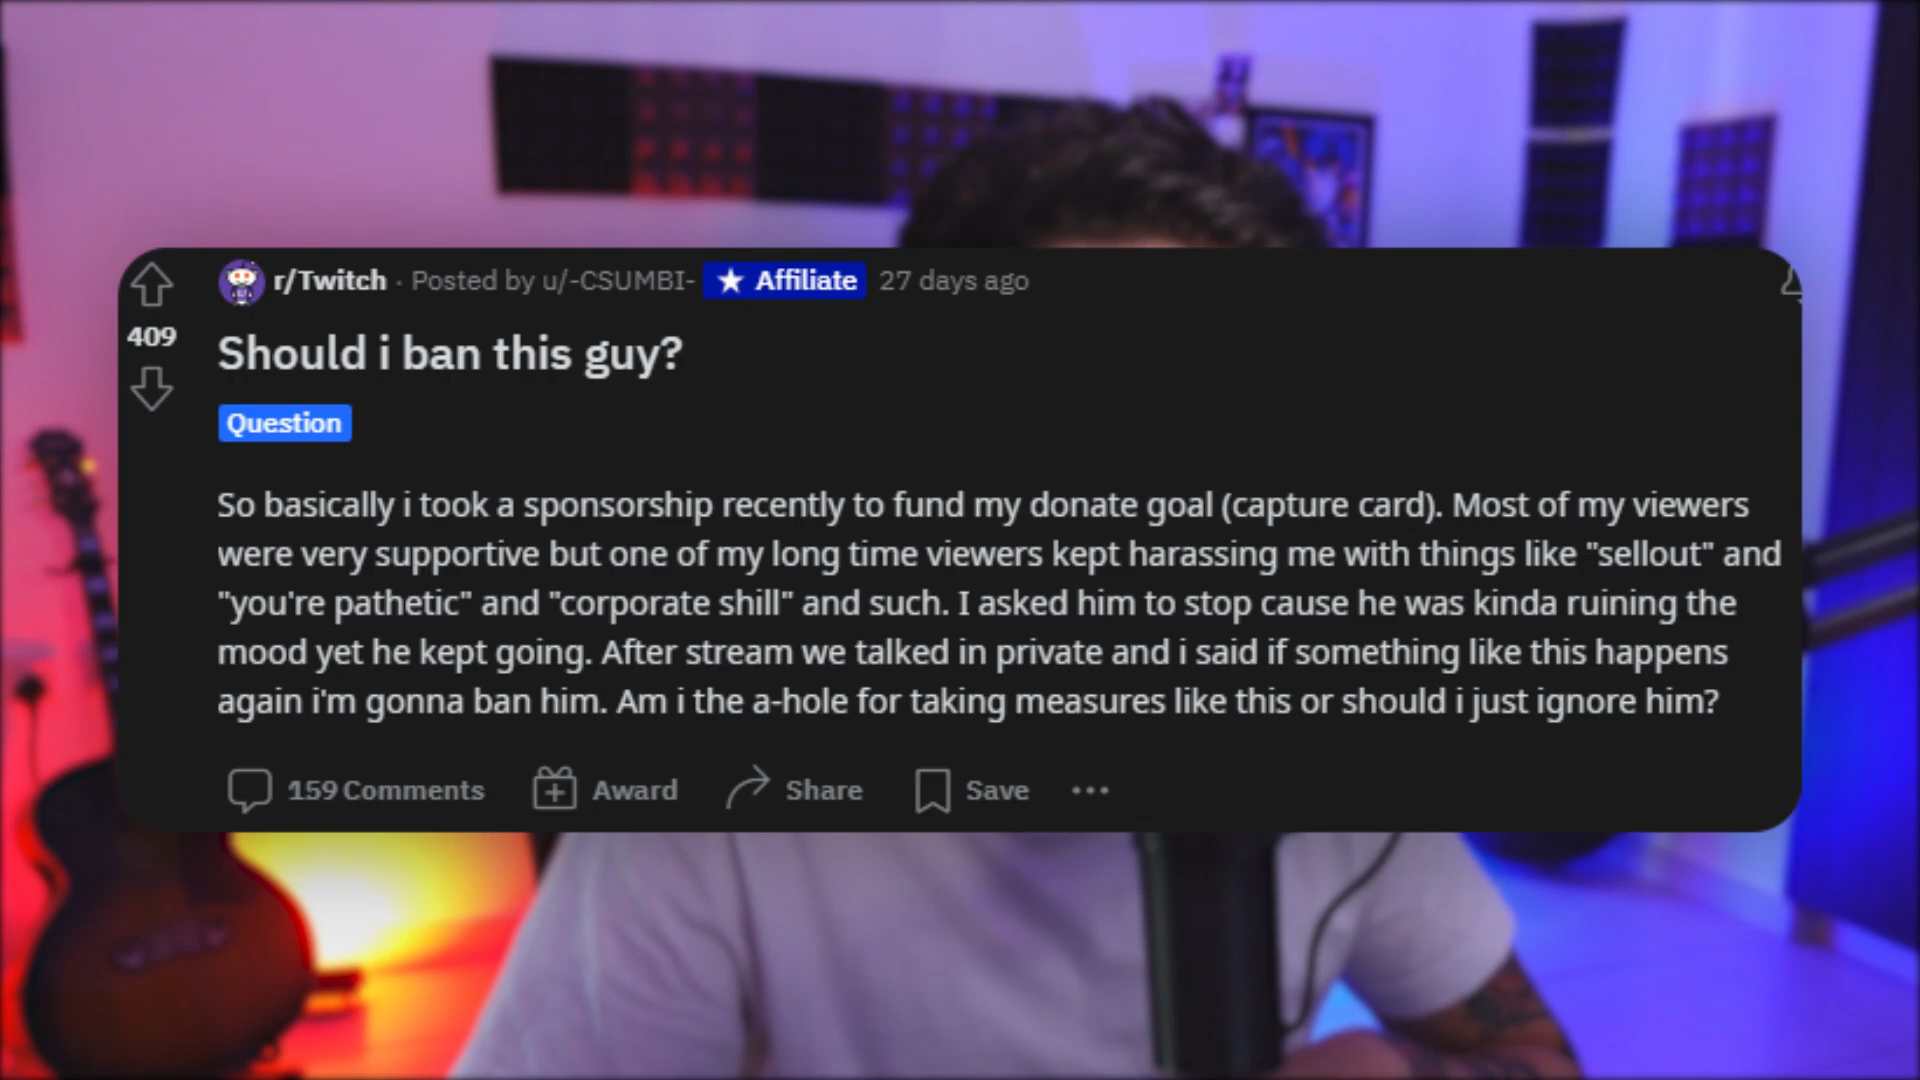 r/Twitch · Posted by u/-CSUMBI- ★ Affiliate 27 days ago
409
Should i ban this guy?
Question
So basically i took a sponsorship recently to fund my donate goal (capture card). Most of my viewers
were very supportive but one of my long time viewers kept harassing me with things like "sellout" and
"you're pathetic" and "corporate shill" and such. I asked him to stop cause he was kinda ruining the
mood yet he kept going. After stream we talked in private and i said if something like this happens
again i'm gonna ban him. Am i the a-hole for taking measures like this or should i just ignore him?
159 Comments Award Share Save ···